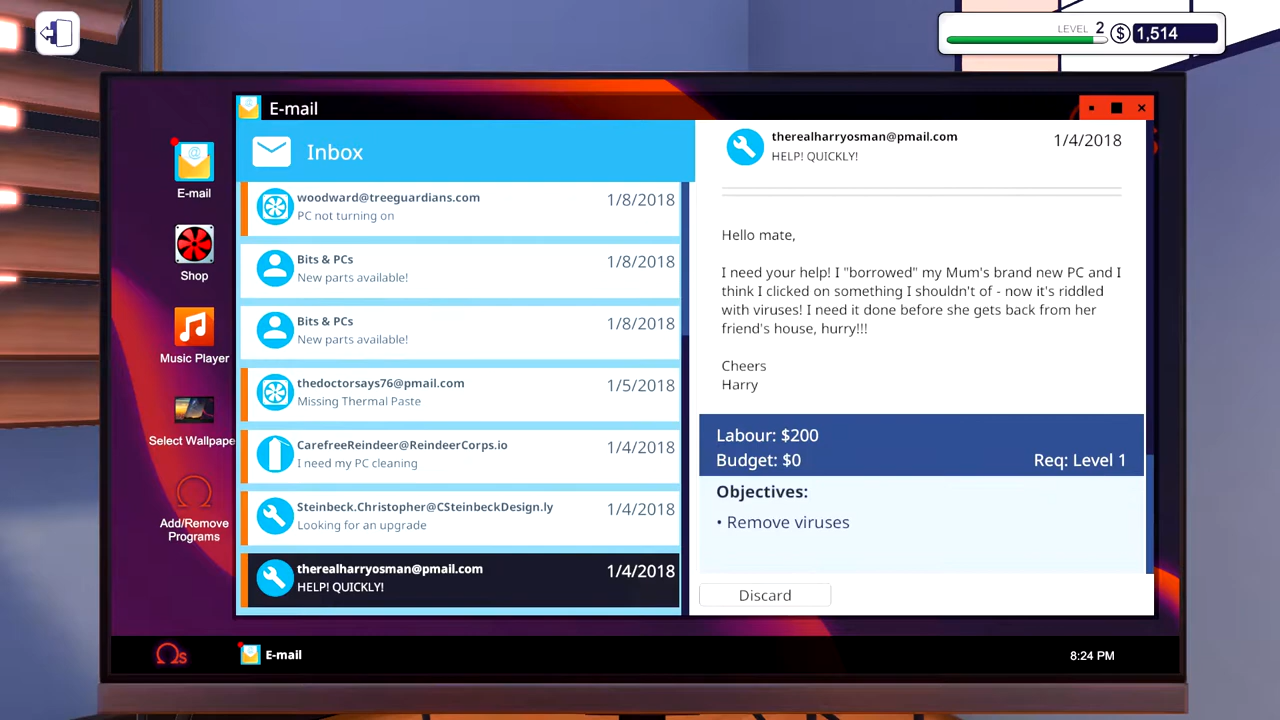 LEVEL 2 $ 1,514
E-mail
Inbox
woodward@treeguardians.com 1/8/2018
PC not turning on
Bits & PCs 1/8/2018
New parts available!
Bits & PCs 1/8/2018
New parts available!
thedoctorsays76@pmail.com 1/5/2018
Missing Thermal Paste
CarefreeReindeer@ReindeerCorps.io 1/4/2018
I need my PC cleaning
Steinbeck.Christopher@CSteinbeckDesign.ly 1/4/2018
Looking for an upgrade
therealharryosman@pmail.com 1/4/2018
HELP! QUICKLY!
therealharryosman@pmail.com 1/4/2018
HELP! QUICKLY!
Hello mate,
I need your help! I "borrowed" my Mum's brand new PC and I
think I clicked on something I shouldn't of - now it's riddled
with viruses! I need it done before she gets back from her
friend's house, hurry!!!
Cheers
Harry
Labour: $200
Budget: $0 Req: Level 1
Objectives:
• Remove viruses
Discard
E-mail
Shop
Music Player
Select Wallpape
Add/Remove
Programs
Ωs
E-mail
8:24 PM